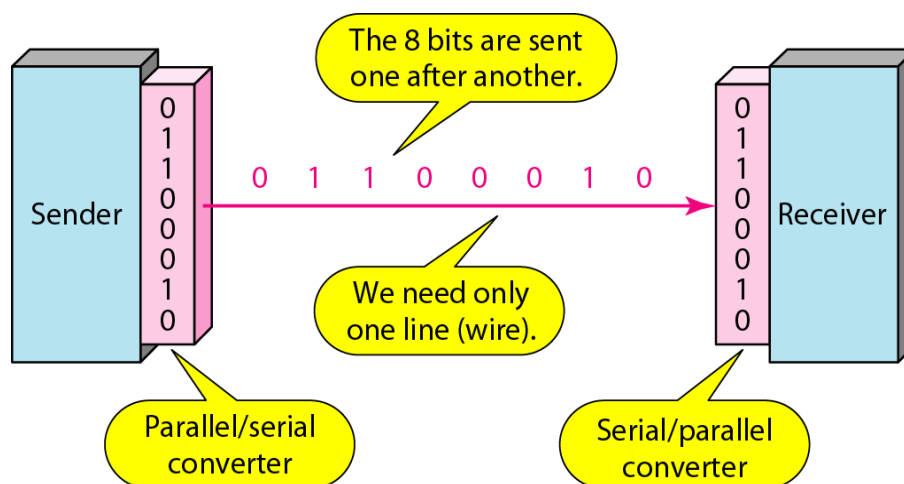 The 8 bits are sent
one after another.
0
1
1
0
0
0
1
0
Sender
0 1 1 0 0 0 1 0
0
1
1
0
0
0
1
0
Receiver
We need only
one line (wire).
Parallel/serial
converter
Serial/parallel
converter